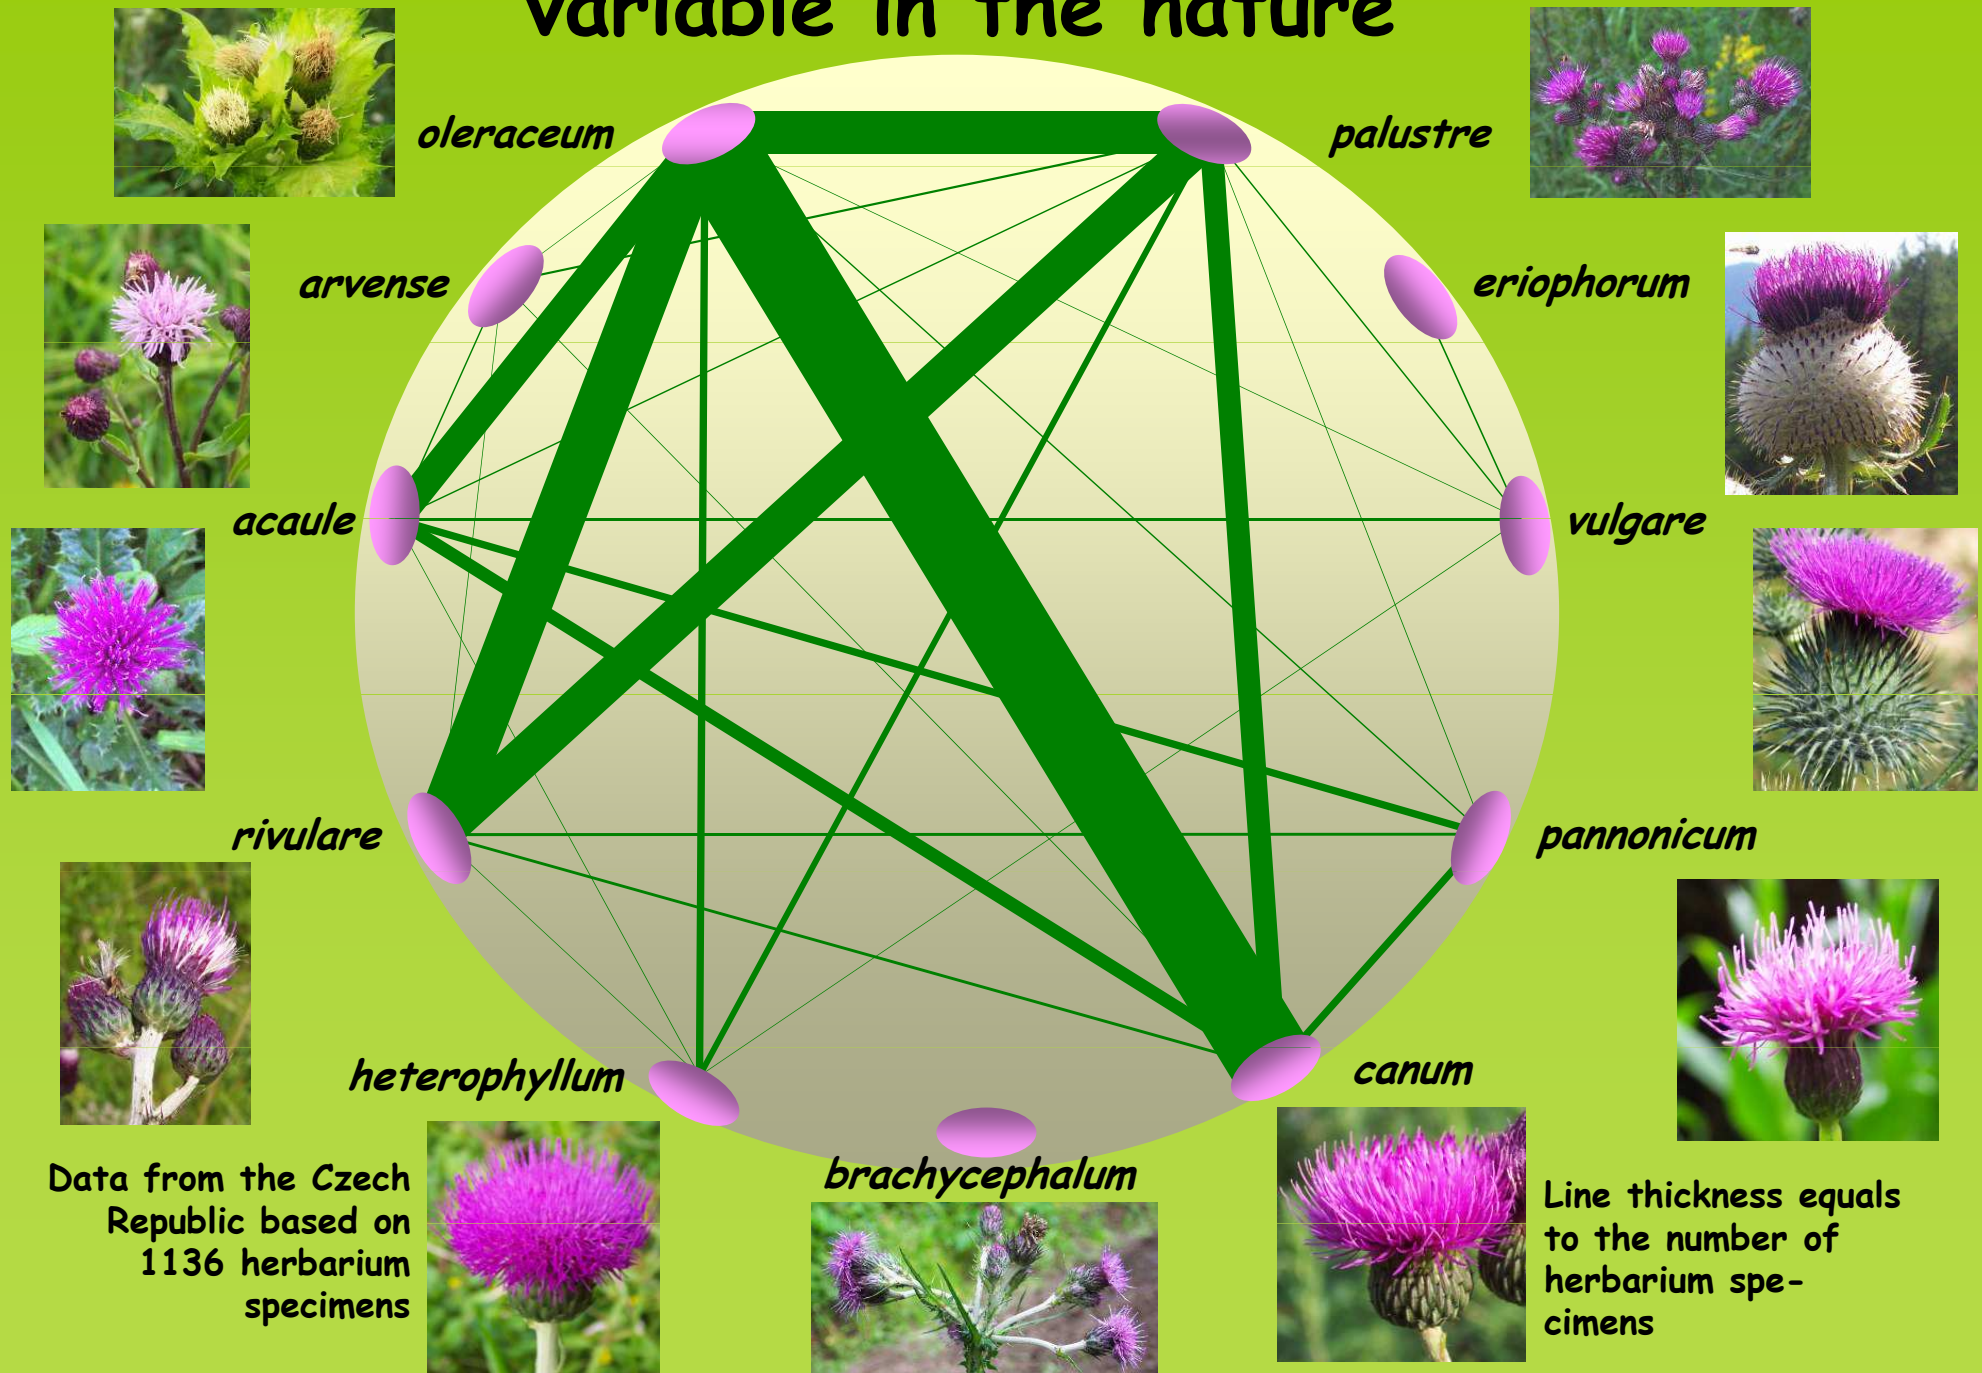 variable in the nature
oleraceum
palustre
arvense
eriophorum
acaule
vulgare
rivulare
pannonicum
heterophyllum
canum
brachycephalum
Data from the Czech
Republic based on
1136 herbarium
specimens
Line thickness equals
to the number of
herbarium spe-
cimens